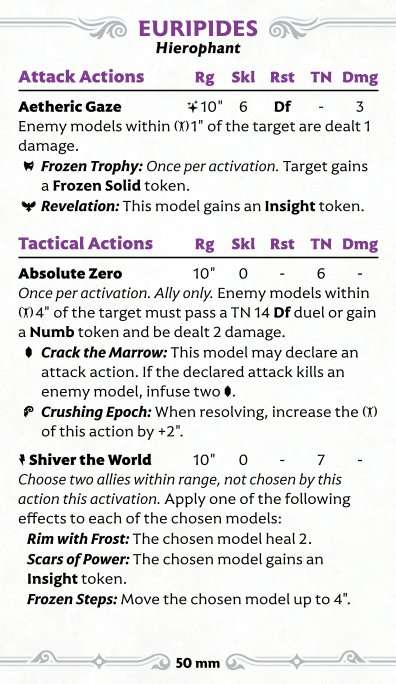 EURIPIDES
Hierophant
Attack Actions Rg Skl Rst TN Dmg
Aetheric Gaze 10" 6 Df - 3
Enemy models within 1" of the target are dealt 1
damage.
Frozen Trophy: Once per activation. Target gains
a Frozen Solid token.
Revelation: This model gains an Insight token.
Tactical Actions Rg Skl Rst TN Dmg
Absolute Zero 10" 0 - 6 -
Once per activation. Ally only. Enemy models within
4" of the target must pass a TN 14 Df duel or gain
a Numb token and be dealt 2 damage.
Crack the Marrow: This model may declare an
attack action. If the declared attack kills an
enemy model, infuse two .
Crushing Epoch: When resolving, increase the
of this action by +2".
Shiver the World 10" 0 - 7 -
Choose two allies within range, not chosen by this
action this activation. Apply one of the following
effects to each of the chosen models:
Rim with Frost: The chosen model heal 2.
Scars of Power: The chosen model gains an
Insight token.
Frozen Steps: Move the chosen model up to 4".
50 mm